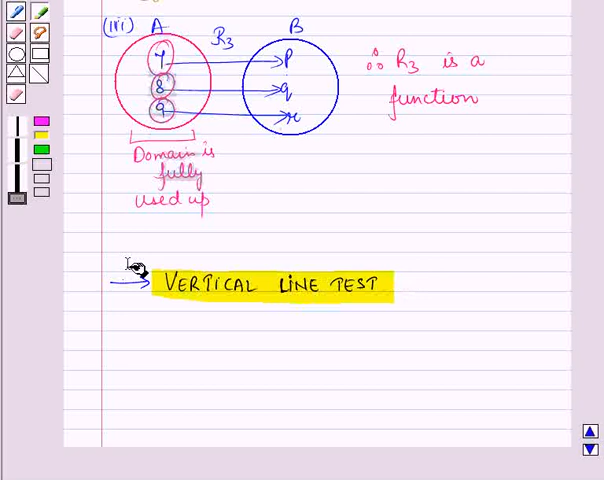 (iii) A R3 B
7 p
8 q
9 r
∴ R3 is a
function
Domain is
fully
used up
VERTICAL LINE TEST